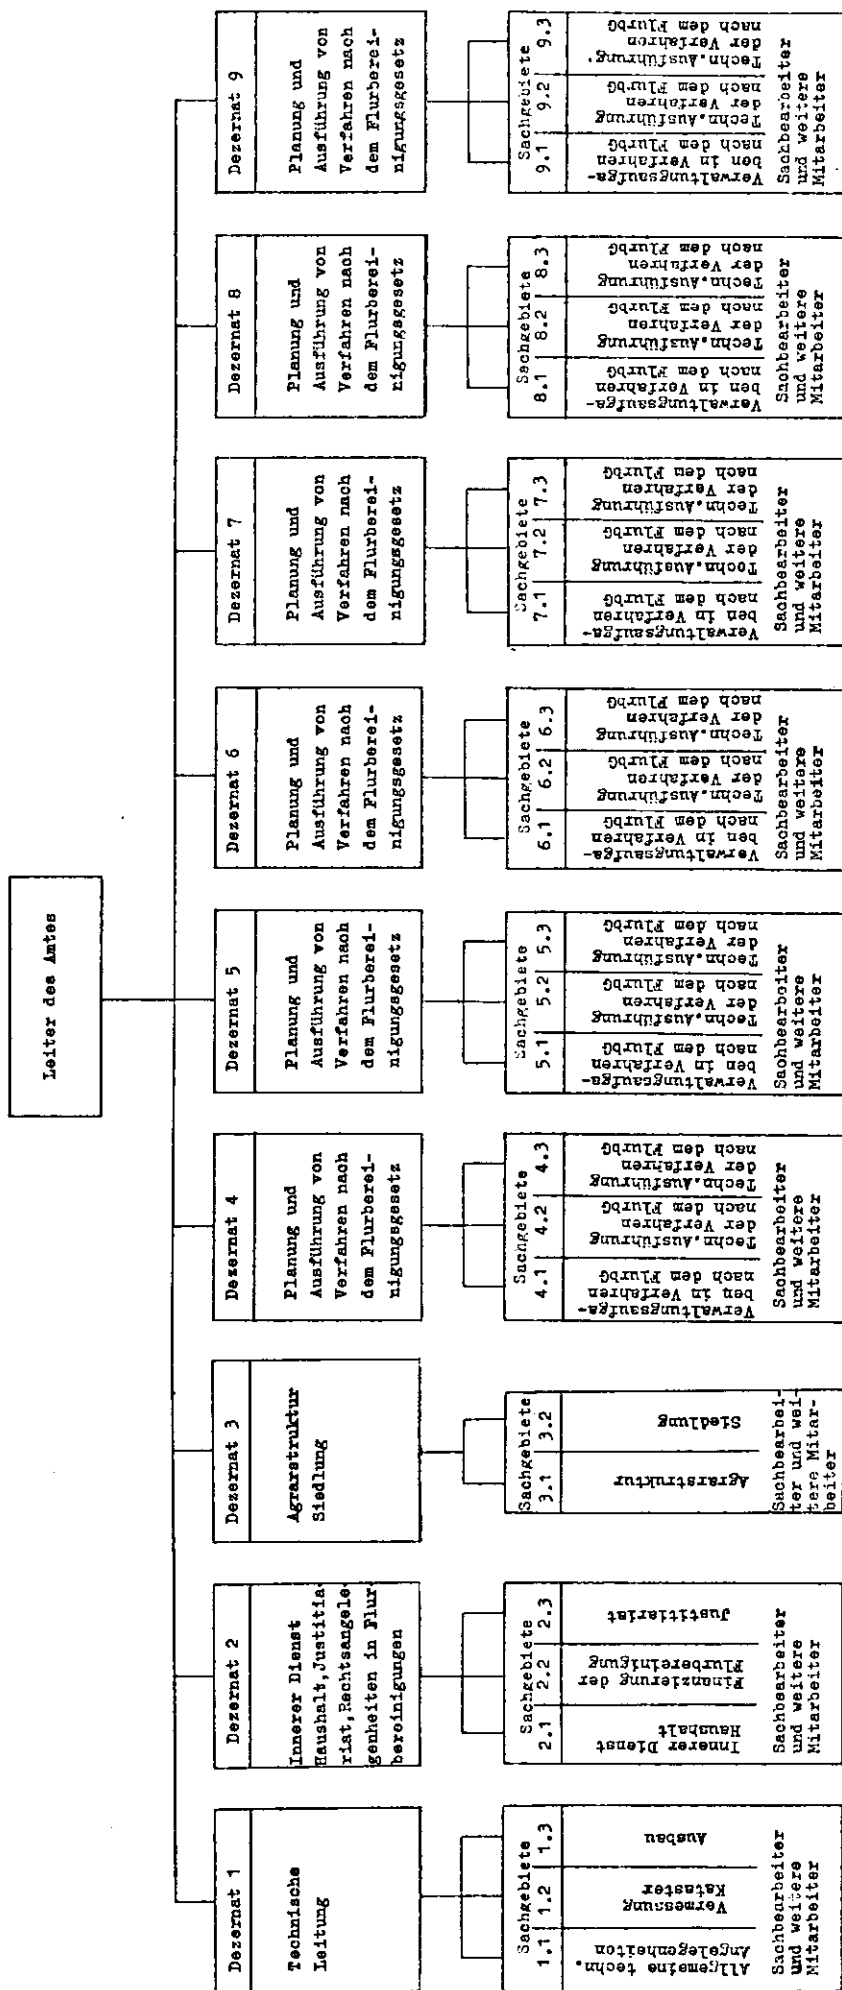 Leiter des Amtes
Dezernat 1
Technische
Leitung
Sachgebiete
1.1
1.2
1.3
Allgemeine techn.
Angelegenheiten
Vermessung
Kataster
Ausbau
Sachbearbeiter
und weitere
Mitarbeiter
Dezernat 2
Innerer Dienst
Haushalt,Justitia-
riat,Rechtsangele-
genheiten in Flur-
bereinigungen
Sachgebiete
2.1
2.2
2.3
Innerer Dienst
Haushalt
Finanzierung der
Flurbereinigung
Justitiariat
Sachbearbeiter
und weitere
Mitarbeiter
Dezernat 3
Agrarstruktur
Siedlung
Sachgebiete
3.1
3.2
Agrarstruktur
Siedlung
Sachbearbei-
ter und wei-
tere Mitar-
beiter
Dezernat 4
Planung und
Ausführung von
Verfahren nach
dem Flurberei-
nigungsgesetz
Sachgebiete
4.1
4.2
4.3
Verwaltungsaufga-
ben in Verfahren
nach dem FlurbG
Techn.Ausführung
der Verfahren
nach dem FlurbG
Techn.Ausführung
der Verfahren
nach dem FlurbG
Sachbearbeiter
und weitere
Mitarbeiter
Dezernat 5
Planung und
Ausführung von
Verfahren nach
dem Flurberei-
nigungsgesetz
Sachgebiete
5.1
5.2
5.3
Verwaltungsaufga-
ben in Verfahren
nach dem FlurbG
Techn.Ausführung
der Verfahren
nach dem FlurbG
Techn.Ausführung
der Verfahren
nach dem FlurbG
Sachbearbeiter
und weitere
Mitarbeiter
Dezernat 6
Planung und
Ausführung von
Verfahren nach
dem Flurberei-
nigungsgesetz
Sachgebiete
6.1
6.2
6.3
Verwaltungsaufga-
ben in Verfahren
nach dem FlurbG
Techn.Ausführung
der Verfahren
nach dem FlurbG
Techn.Ausführung
der Verfahren
nach dem FlurbG
Sachbearbeiter
und weitere
Mitarbeiter
Dezernat 7
Planung und
Ausführung von
Verfahren nach
dem Flurberei-
nigungsgesetz
Sachgebiete
7.1
7.2
7.3
Verwaltungsaufga-
ben in Verfahren
nach dem FlurbG
Techn.Ausführung
der Verfahren
nach dem FlurbG
Techn.Ausführung
der Verfahren
nach dem FlurbG
Sachbearbeiter
und weitere
Mitarbeiter
Dezernat 8
Planung und
Ausführung von
Verfahren nach
dem Flurberei-
nigungsgesetz
Sachgebiete
8.1
8.2
8.3
Verwaltungsaufga-
ben in Verfahren
nach dem FlurbG
Techn.Ausführung
der Verfahren
nach dem FlurbG
Techn.Ausführung
der Verfahren
nach dem FlurbG
Sachbearbeiter
und weitere
Mitarbeiter
Dezernat 9
Planung und
Ausführung von
Verfahren nach
dem Flurberei-
nigungsgesetz
Sachgebiete
9.1
9.2
9.3
Verwaltungsaufga-
ben in Verfahren
nach dem FlurbG
Techn.Ausführung
der Verfahren
nach dem FlurbG
Techn.Ausführung
der Verfahren
nach dem FlurbG
Sachbearbeiter
und weitere
Mitarbeiter